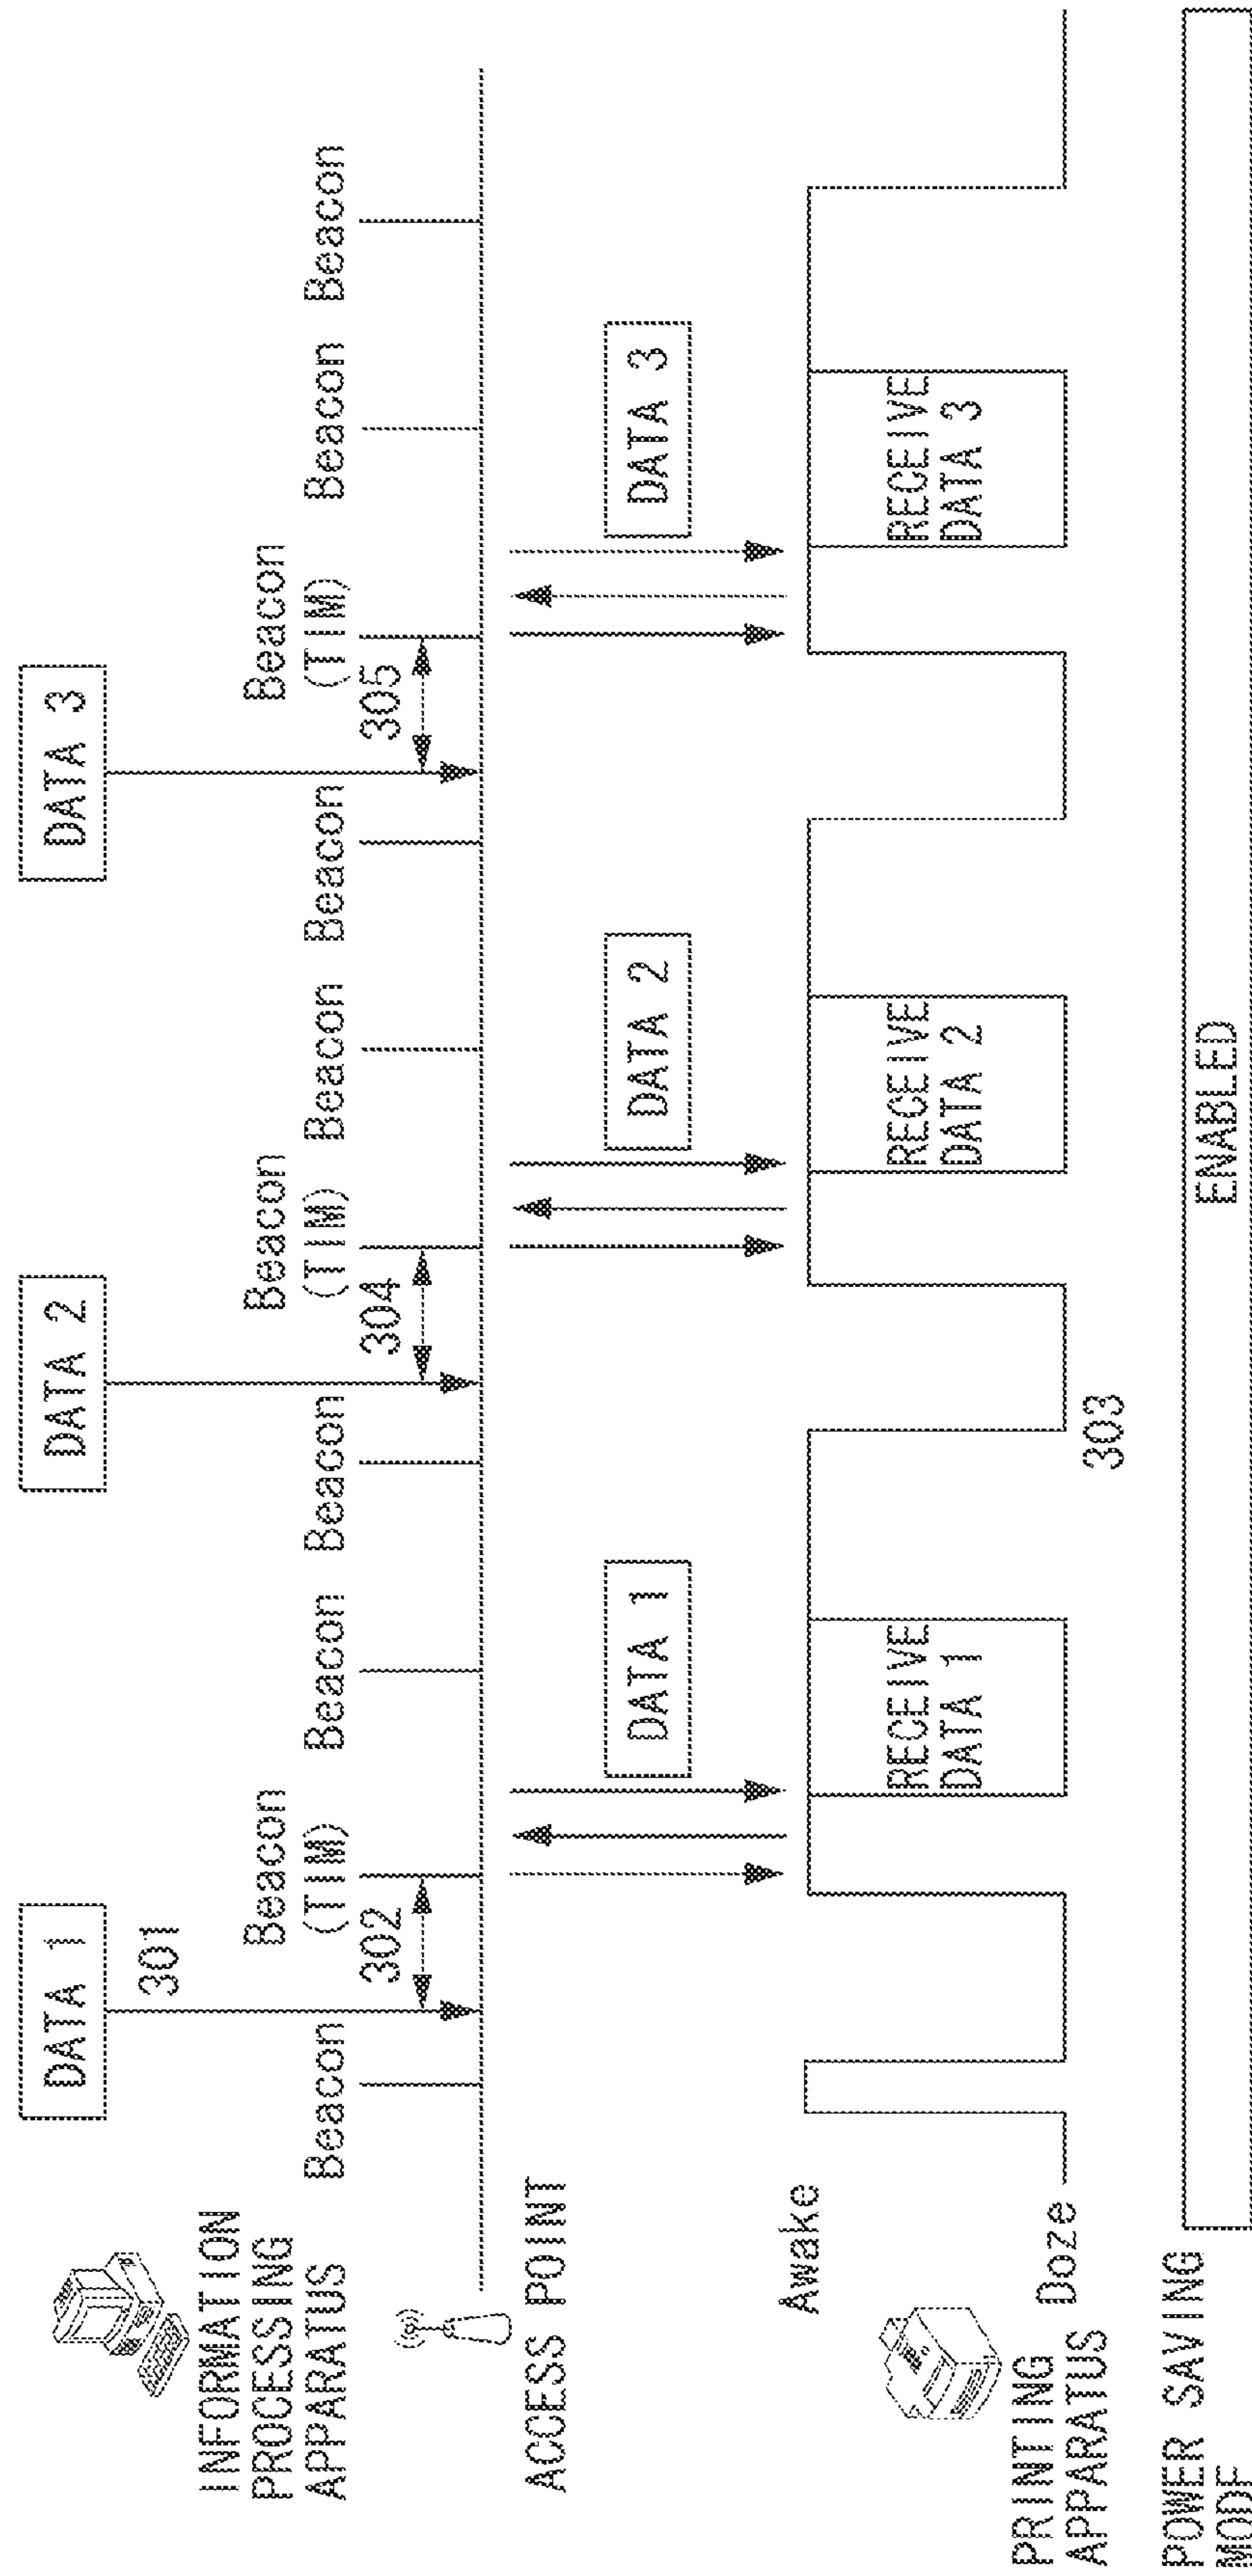 DATA 1
301
DATA 2
DATA 3
INFORMATION
PROCESSING
APPARATUS
Beacon
Beacon
(TIM)
302
Beacon
Beacon
Beacon
(TIM)
304
Beacon
Beacon
Beacon
(TIM)
305
Beacon
Beacon
ACCESS POINT
DATA 1
DATA 2
DATA 3
Awake
RECEIVE
DATA 1
RECEIVE
DATA 2
RECEIVE
DATA 3
PRINTING
APPARATUS
Doze
303
POWER SAVING
MODE
ENABLED